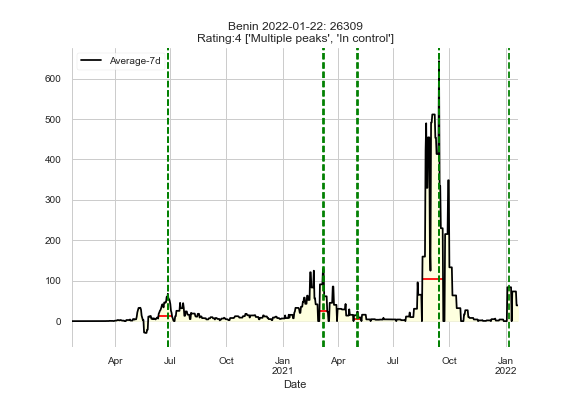 Benin 2022-01-22: 26309
Rating:4 ['Multiple peaks', 'In control']
Average-7d
600
500
400
300
200
100
0
Apr Jul Oct Jan Apr Jul Oct Jan
2021 2022
Date